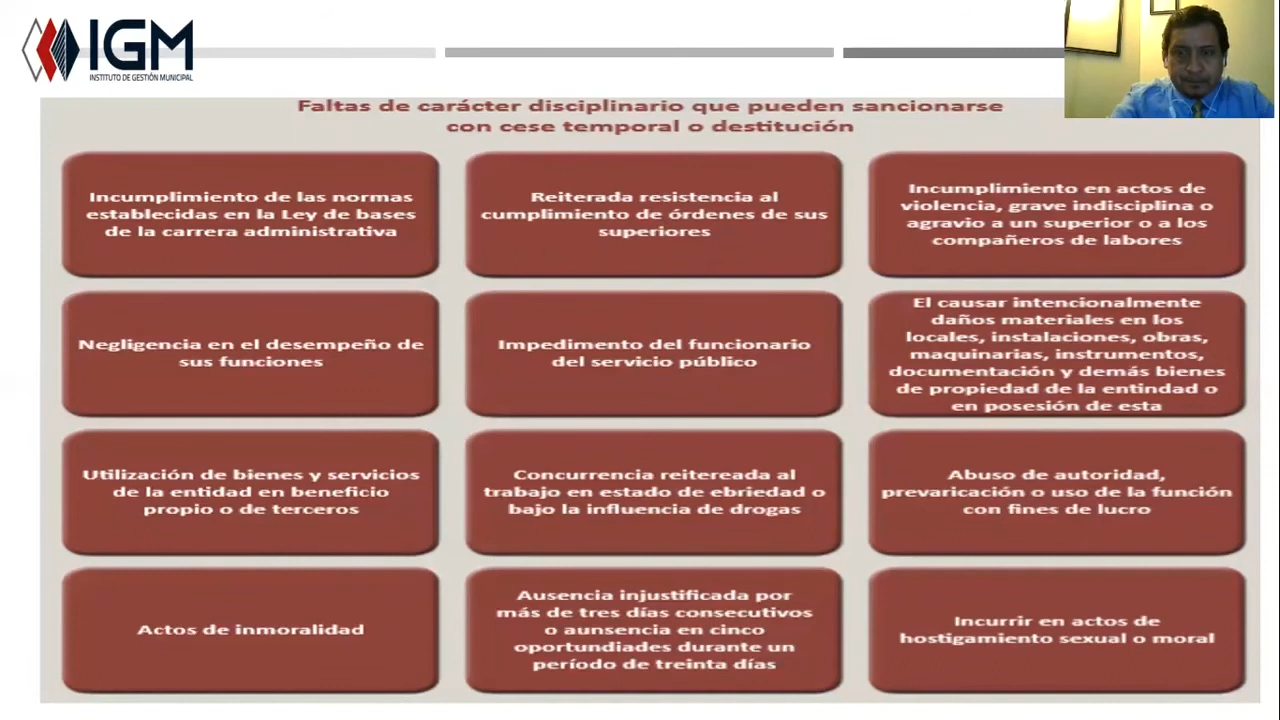 IGM
INSTITUTO DE GESTIÓN MUNICIPAL
Faltas de carácter disciplinario que pueden sancionarse
con cese temporal o destitución
Incumplimiento de las normas
establecidas en la Ley de bases
de la carrera administrativa
Reiterada resistencia al
cumplimiento de órdenes de sus
superiores
Incumplimiento en actos de
violencia, grave indisciplina o
agravio a un superior o a los
compañeros de labores
Negligencia en el desempeño de
sus funciones
Impedimento del funcionario
del servicio público
El causar intencionalmente
daños materiales en los
locales, instalaciones, obras,
maquinarias, instrumentos,
documentación y demás bienes
de propiedad de la entindad o
en posesión de esta
Utilización de bienes y servicios
de la entidad en beneficio
propio o de terceros
Concurrencia reitereada al
trabajo en estado de ebriedad o
bajo la influencia de drogas
Abuso de autoridad,
prevaricación o uso de la función
con fines de lucro
Actos de inmoralidad
Ausencia injustificada por
más de tres días consecutivos
o aunsencia en cinco
oportundiades durante un
período de treinta días
Incurrir en actos de
hostigamiento sexual o moral